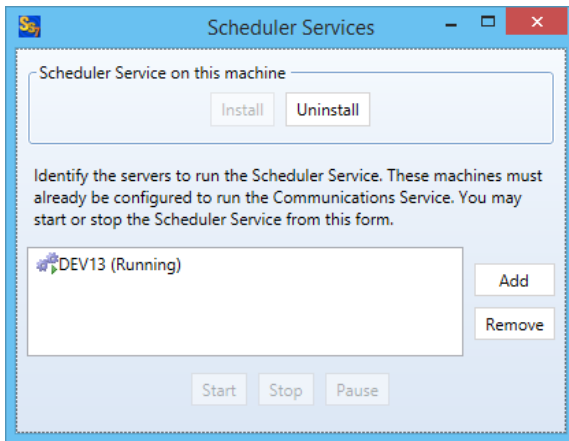 SS7
Scheduler Services
Scheduler Service on this machine
Install
Uninstall
Identify the servers to run the Scheduler Service. These machines must
already be configured to run the Communications Service. You may
start or stop the Scheduler Service from this form.
DEV13 (Running)
Add
Remove
Start
Stop
Pause